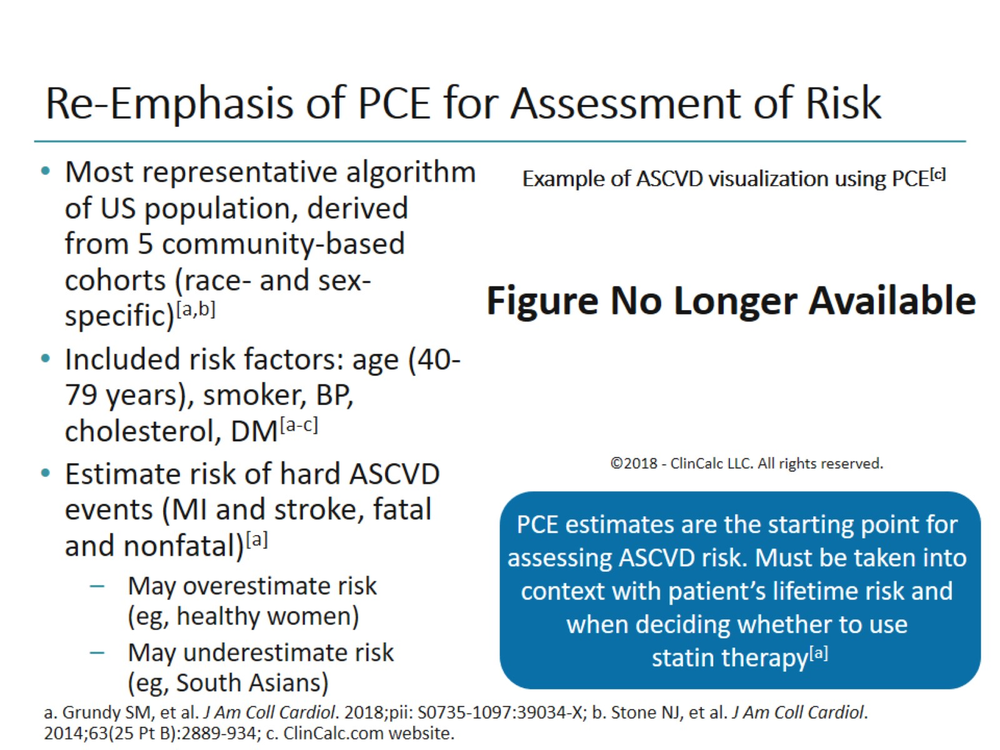 Re-Emphasis of PCE for Assessment of Risk
• Most representative algorithm
of US population, derived
from 5 community-based
cohorts (race- and sex-
specific)[a,b]
• Included risk factors: age (40-
79 years), smoker, BP,
cholesterol, DM[a-c]
• Estimate risk of hard ASCVD
events (MI and stroke, fatal
and nonfatal)[a]
– May overestimate risk
(eg, healthy women)
– May underestimate risk
(eg, South Asians)
Example of ASCVD visualization using PCE[c]
Figure No Longer Available
©2018 - ClinCalc LLC. All rights reserved.
PCE estimates are the starting point for
assessing ASCVD risk. Must be taken into
context with patient’s lifetime risk and
when deciding whether to use
statin therapy[a]
a. Grundy SM, et al. J Am Coll Cardiol. 2018;pii: S0735-1097:39034-X; b. Stone NJ, et al. J Am Coll Cardiol.
2014;63(25 Pt B):2889-934; c. ClinCalc.com website.